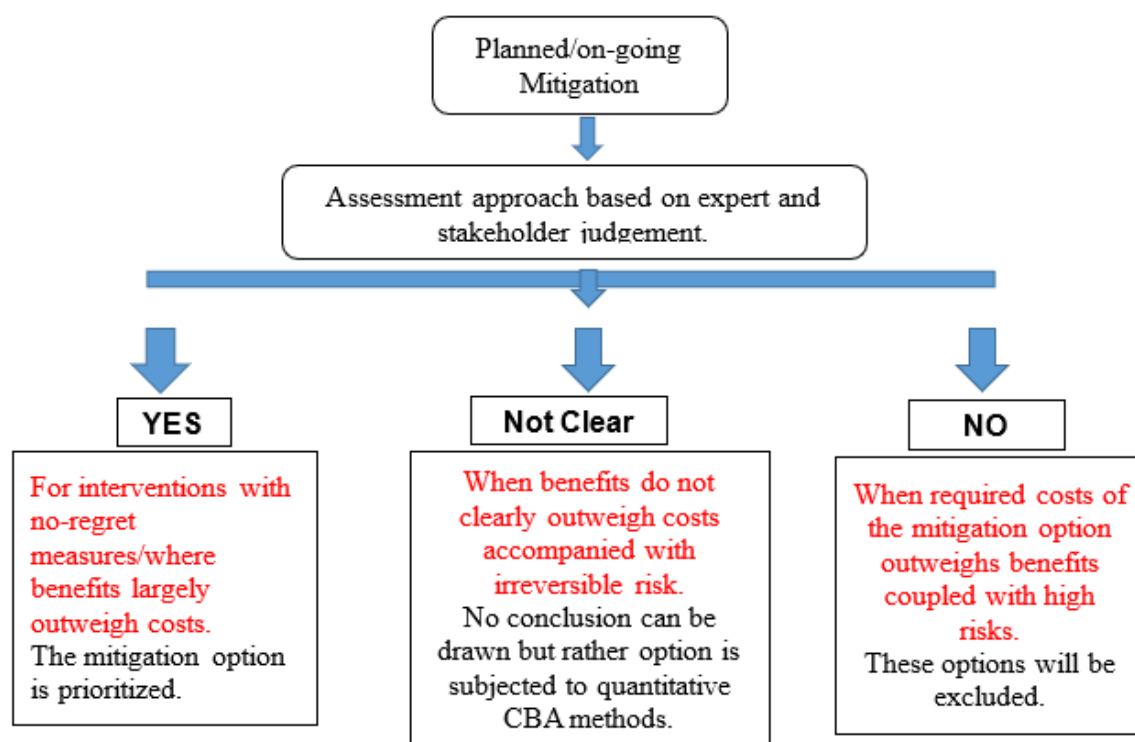 Planned/on-going
Mitigation
Assessment approach based on expert and
stakeholder judgement.
YES
For interventions with
no-regret
measures/where
benefits largely
outweigh costs.
The mitigation option
is prioritized.
Not Clear
When benefits do not
clearly outweigh costs
accompanied with
irreversible risk.
No conclusion can be
drawn but rather option is
subjected to quantitative
CBA methods.
NO
When required costs of
the mitigation option
outweighs benefits
coupled with high
risks.
These options will be
excluded.